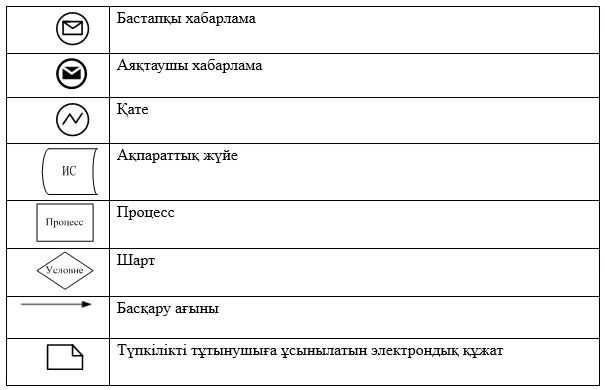 Бастапқы хабарлама
Аяқтаушы хабарлама
Қате
ИС
Ақпараттық жүйе
Процесс
Процесс
Условие
Шарт
Басқару ағыны
Түпкілікті тұтынушыға ұсынылатын электрондық құжат